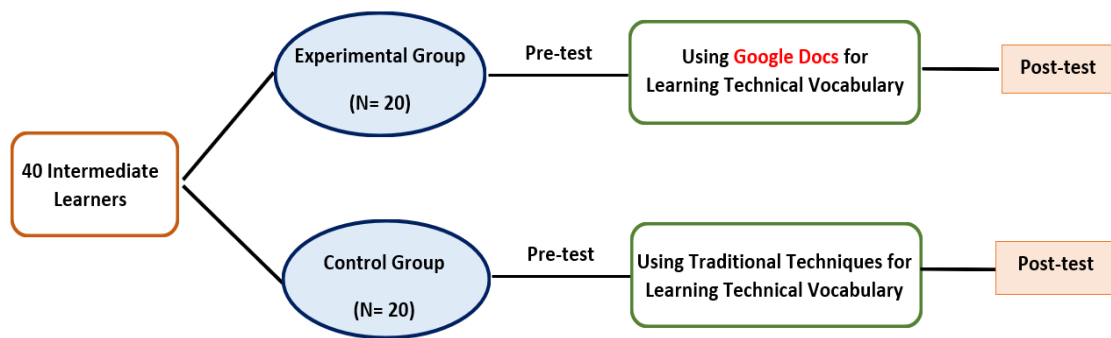 40 Intermediate
Learners
Experimental Group
(N= 20)
Pre-test
Using Google Docs for
Learning Technical Vocabulary
Post-test
Control Group
(N= 20)
Pre-test
Using Traditional Techniques for
Learning Technical Vocabulary
Post-test